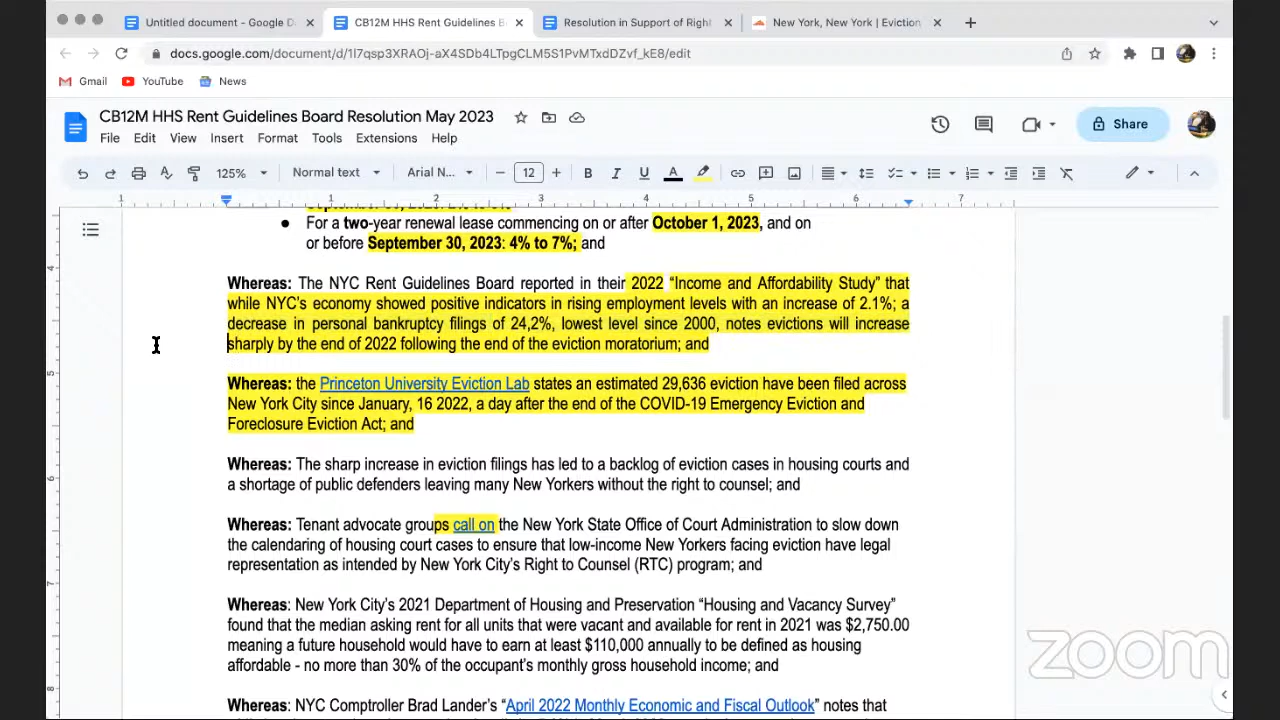 Untitled document - Google D
CB12M HHS Rent Guidelines B
Resolution in Support of Right
New York, New York | Eviction
docs.google.com/document/d/1I7qsp3XRAOj-aX4SDb4LTpgCLM5S1PvMTxdDZvf_kE8/edit
Gmail
YouTube
News
CB12M HHS Rent Guidelines Board Resolution May 2023
File Edit View Insert Format Tools Extensions Help
Share
125%
Normal text
Arial N...
12
B I U A
1 1 2 3 4 5 6 7
● For a two-year renewal lease commencing on or after October 1, 2023, and on
or before September 30, 2023: 4% to 7%; and
4
Whereas: The NYC Rent Guidelines Board reported in their 2022 “Income and Affordability Study” that
while NYC’s economy showed positive indicators in rising employment levels with an increase of 2.1%; a
decrease in personal bankruptcy filings of 24,2%, lowest level since 2000, notes evictions will increase
sharply by the end of 2022 following the end of the eviction moratorium; and
5
Whereas: the Princeton University Eviction Lab states an estimated 29,636 eviction have been filed across
New York City since January, 16 2022, a day after the end of the COVID-19 Emergency Eviction and
Foreclosure Eviction Act; and
Whereas: The sharp increase in eviction filings has led to a backlog of eviction cases in housing courts and
6
a shortage of public defenders leaving many New Yorkers without the right to counsel; and
Whereas: Tenant advocate groups call on the New York State Office of Court Administration to slow down
the calendaring of housing court cases to ensure that low-income New Yorkers facing eviction have legal
representation as intended by New York City’s Right to Counsel (RTC) program; and
7
Whereas: New York City’s 2021 Department of Housing and Preservation “Housing and Vacancy Survey”
found that the median asking rent for all units that were vacant and available for rent in 2021 was $2,750.00
meaning a future household would have to earn at least $110,000 annually to be defined as housing
affordable - no more than 30% of the occupant’s monthly gross household income; and
zoom
8
Whereas: NYC Comptroller Brad Lander’s “April 2022 Monthly Economic and Fiscal Outlook” notes that